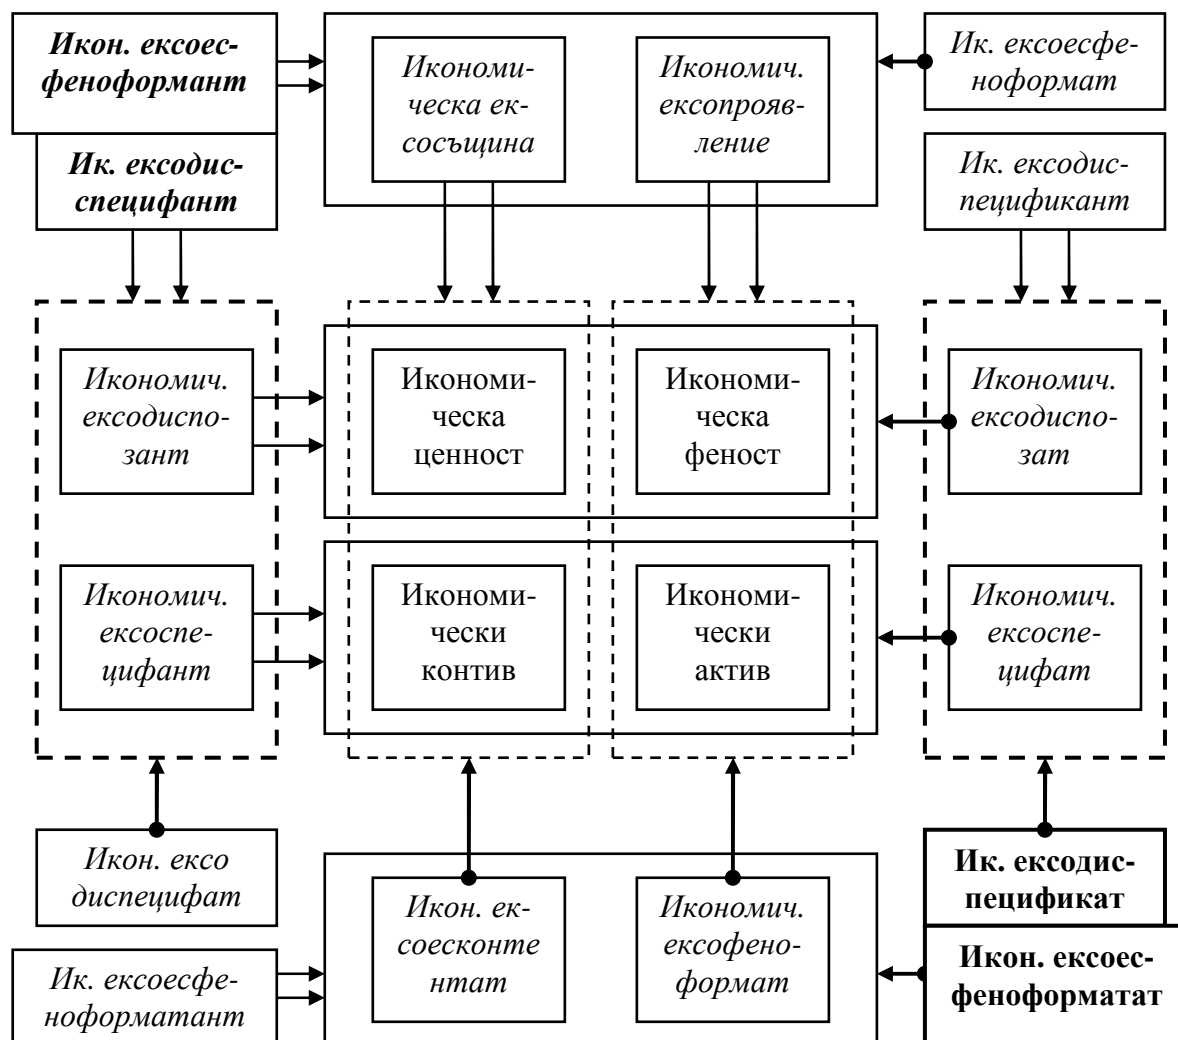 Икон. ексоес-
феноформант
Ик. ексодис-
специфант
Икономи-
ческа ек-
сосъщина
Икономич.
ексопрояв-
ление
Ик. ексоесфе-
ноформат
Ик. ексодис-
пецификант
Икономич.
ексодиспо-
зант
Икономи-
ческа
ценност
Икономи-
ческа
феност
Икономич.
ексодиспо-
зат
Икономич.
ексоспе-
цифант
Икономи-
чески
контив
Икономи-
чески
актив
Икономич.
ексоспе-
цифат
Икон. ексо
диспецифат
Ик. ексоесфе-
ноформатант
Икон. ек-
соесконте
нтат
Икономич.
ексофено-
формат
Ик. ексодис-
пецификат
Икон. ексоес-
феноформатат